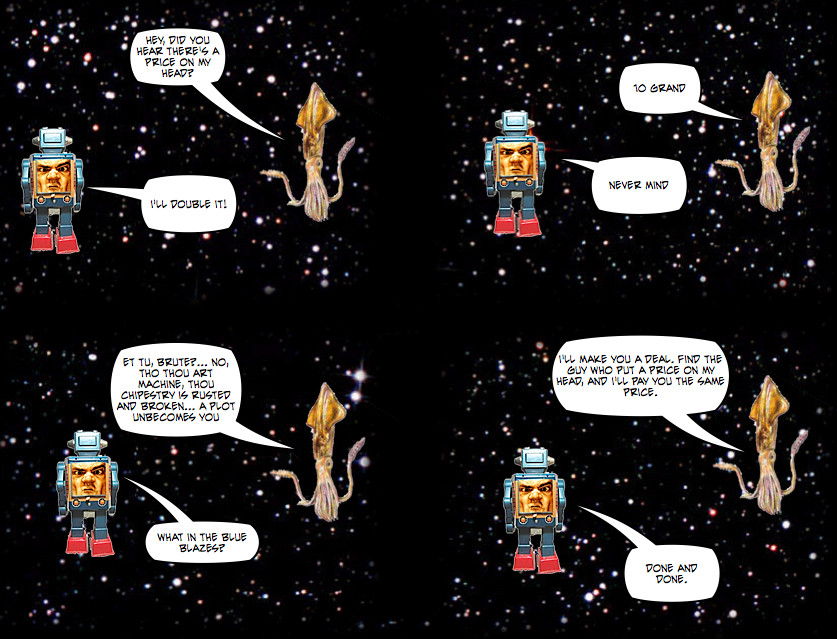 HEY, DID YOU
HEAR THERE'S A
PRICE ON MY
HEAD?
I'LL DOUBLE IT!
10 GRAND
NEVER MIND
ET TU, BRUTE?... NO,
THO THOU ART
MACHINE, THOU
CHIPESTRY IS RUSTED
AND BROKEN... A PLOT
UNBECOMES YOU
WHAT IN THE BLUE
BLAZES?
I'LL MAKE YOU A DEAL. FIND THE
GUY WHO PUT A PRICE ON MY
HEAD, AND I'LL PAY YOU THE SAME
PRICE.
DONE AND
DONE.